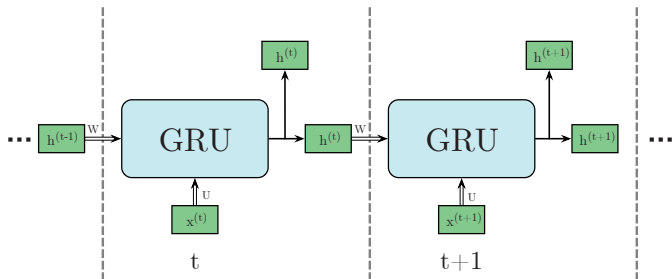 h(t)
h(t+1)
... h(t-1) W GRU h(t) W GRU h(t+1) ...
U U
x(t) x(t+1)
t t+1